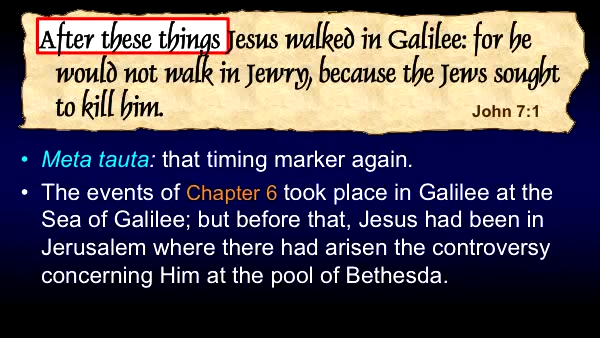 After these things Jesus walked in Galilee: for he
would not walk in Jewry, because the Jews sought
to kill him.
John 7:1
• Meta tauta: that timing marker again.
• The events of Chapter 6 took place in Galilee at the
Sea of Galilee; but before that, Jesus had been in
Jerusalem where there had arisen the controversy
concerning Him at the pool of Bethesda.